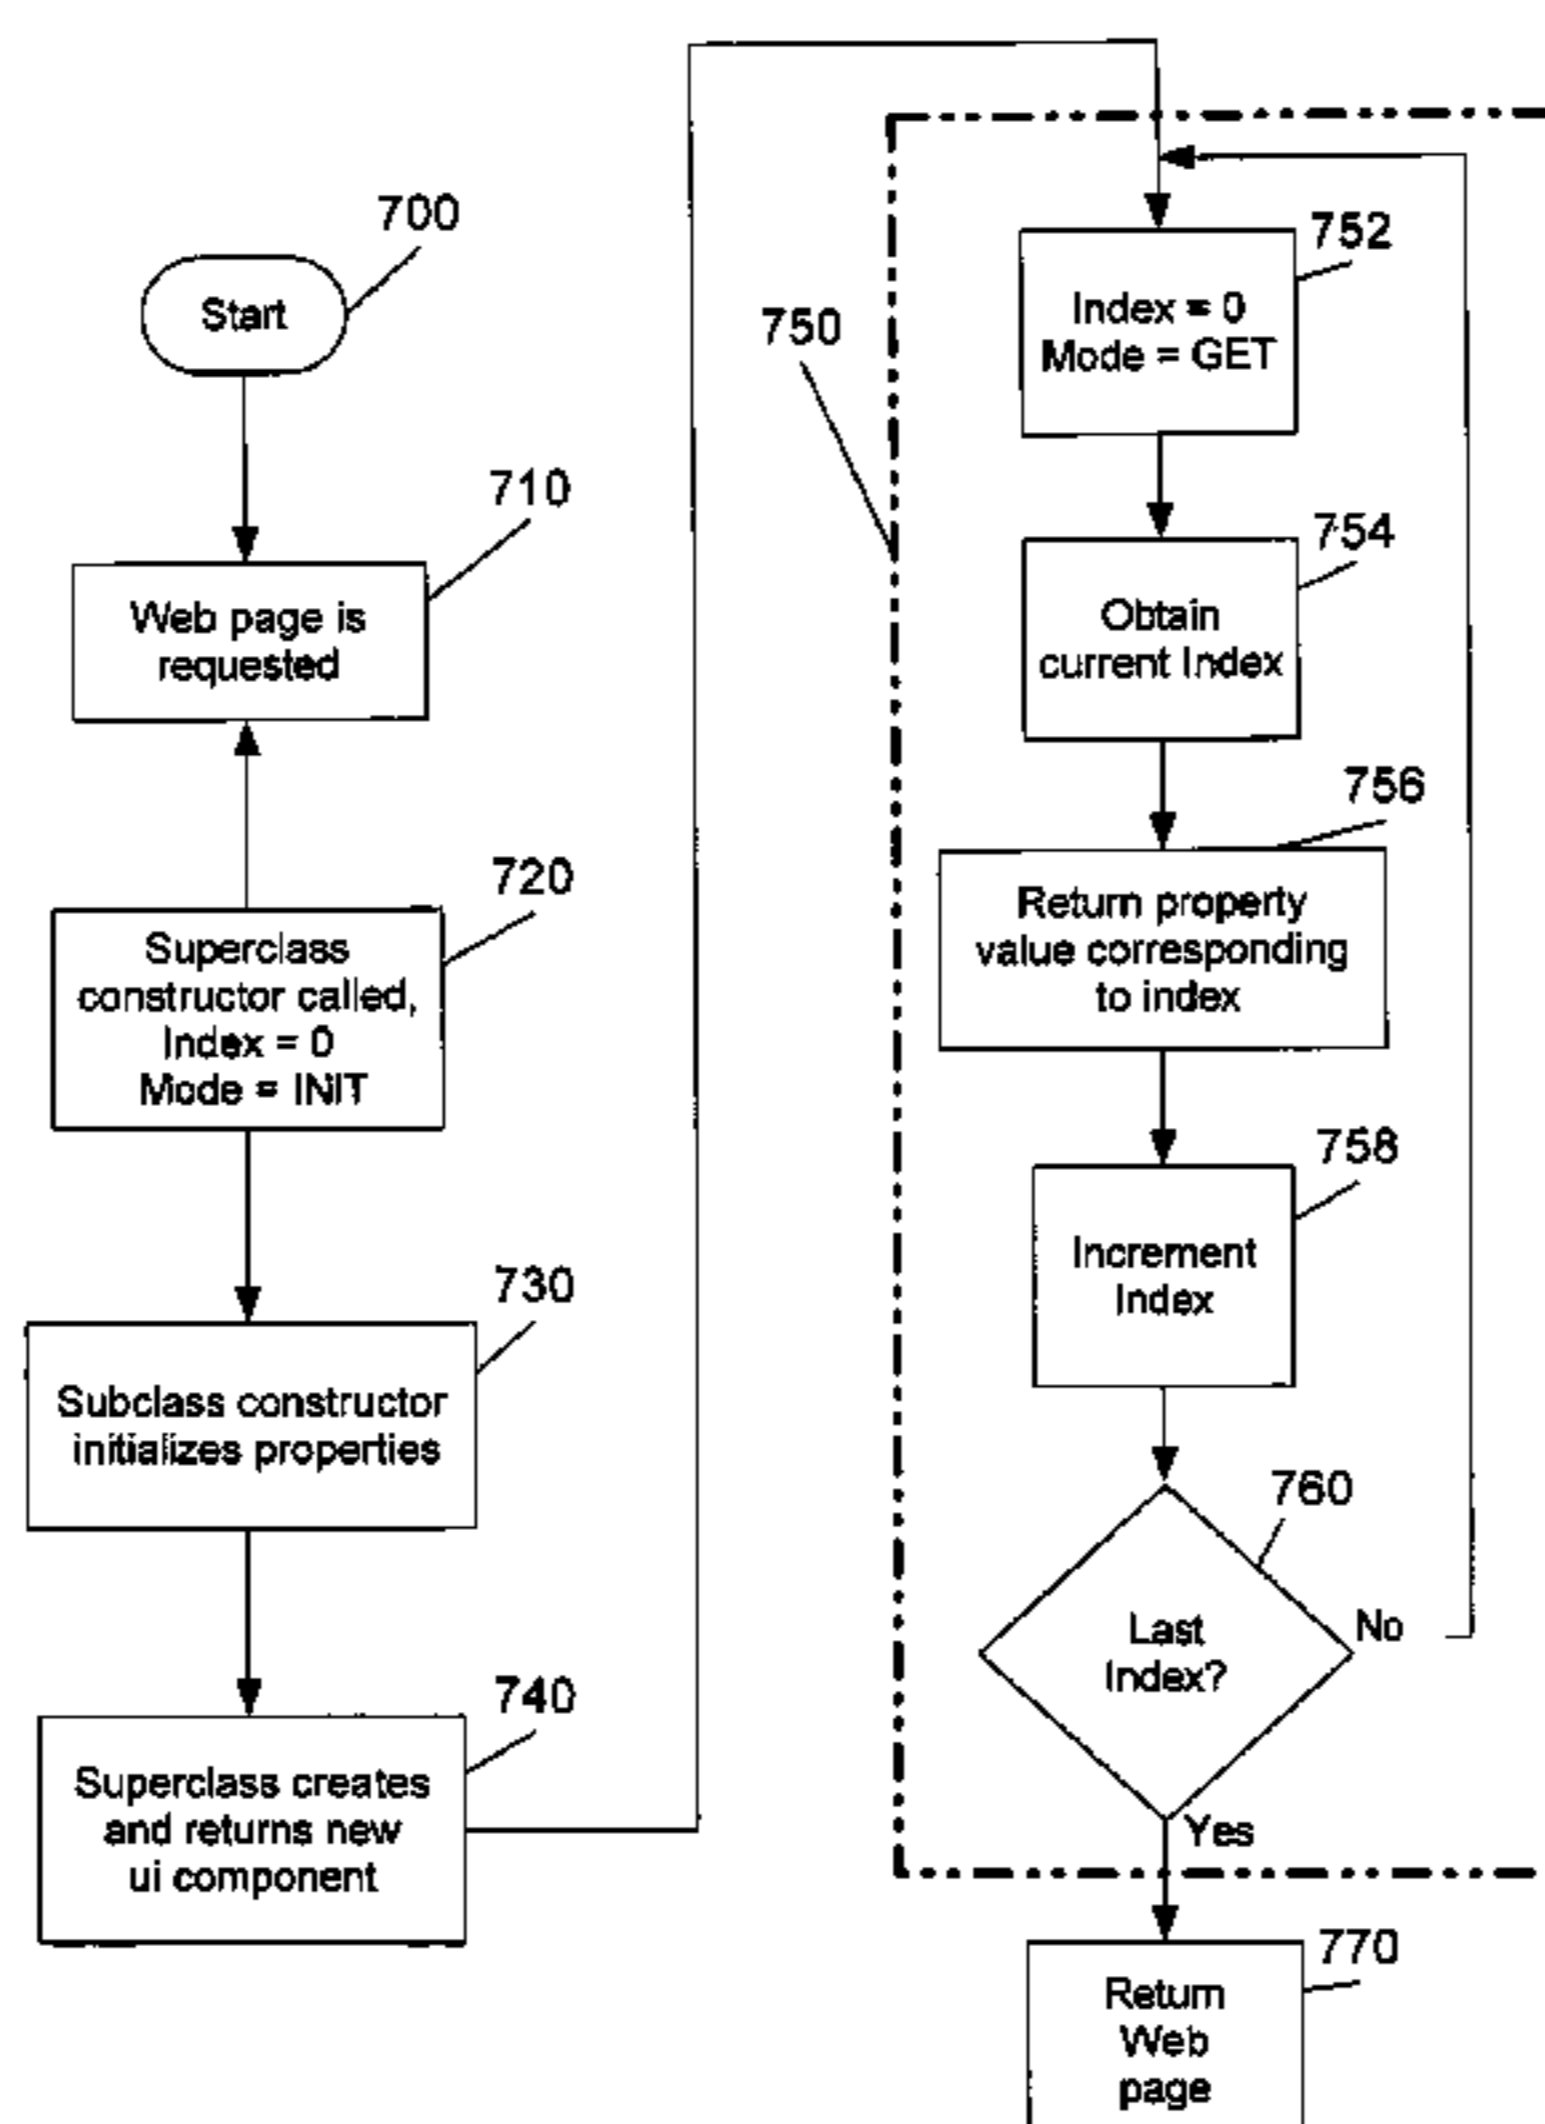 700
Start
710
Web page is
requested
720
Superclass
constructor called,
Index = 0
Mode = INIT
730
Subclass constructor
initializes properties
740
Superclass creates
and returns new
ui component
750
752
Index = 0
Mode = GET
754
Obtain
current Index
756
Return property
value corresponding
to index
758
Increment
Index
760
Last
Index?
No
Yes
770
Return
Web
page